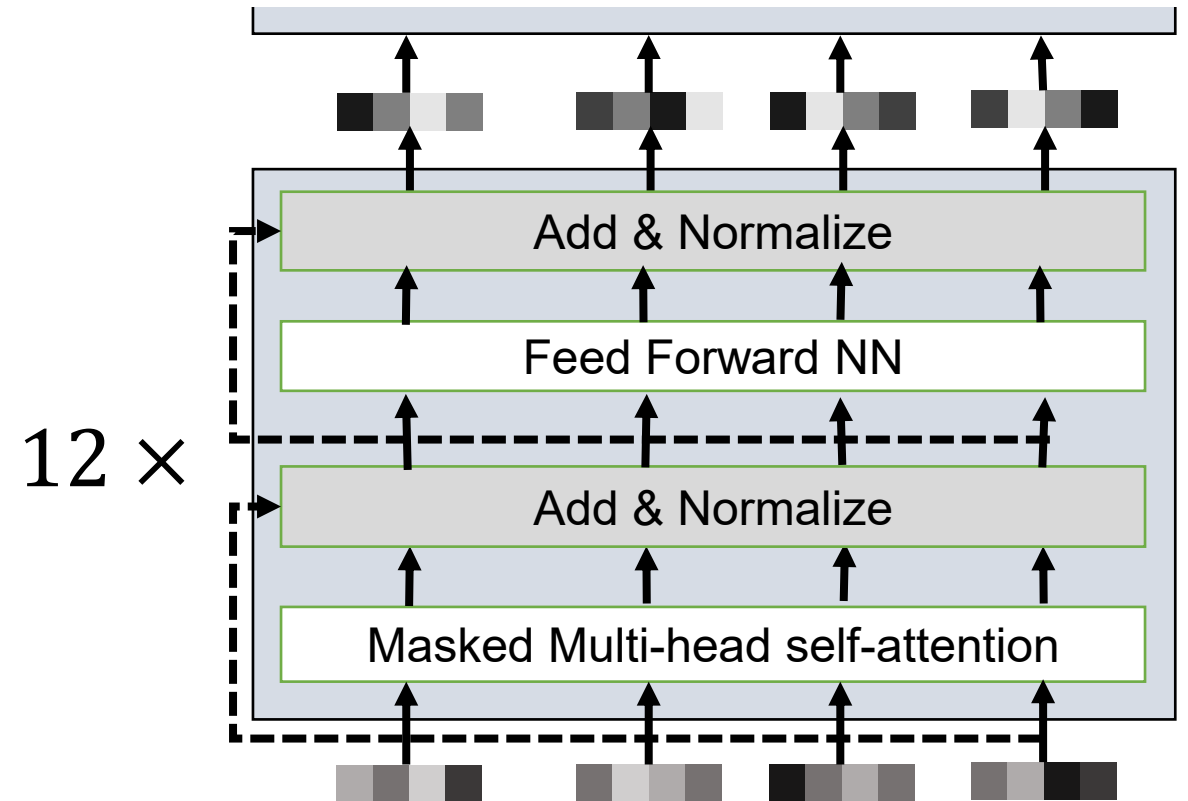 Add & Normalize
Feed Forward NN
12 ×
Add & Normalize
Masked Multi-head self-attention